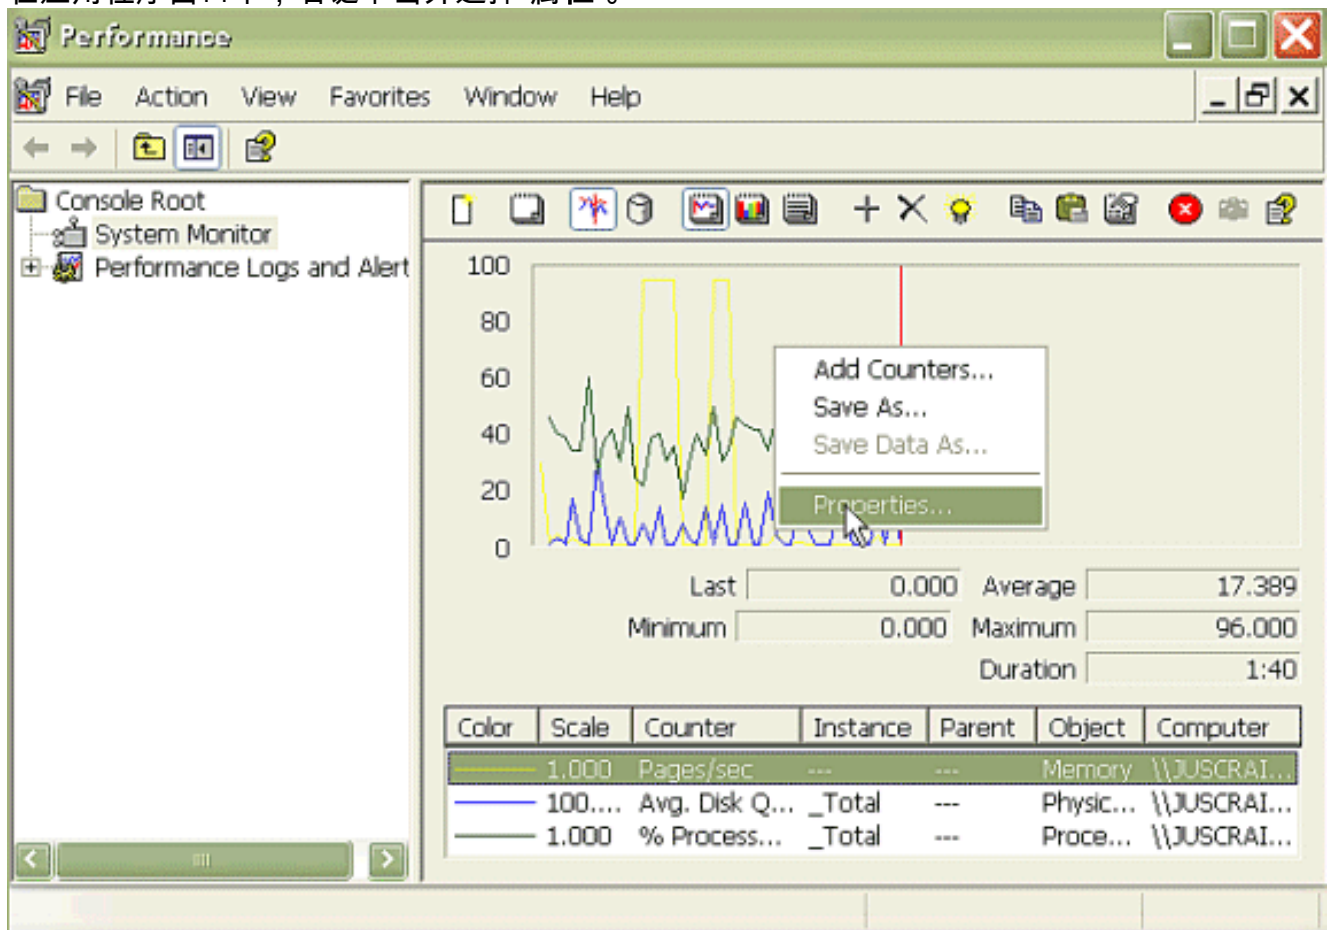 Performance
File Action View Favorites Window Help
Console Root
System Monitor
Performance Logs and Alert
100
80
60
40
20
0
Add Counters...
Save As...
Save Data As...
Properties...
Last 0.000 Average 17.389
Minimum 0.000 Maximum 96.000
Duration 1:40
Color Scale Counter Instance Parent Object Computer
1.000 Pages/sec --- --- Memory \\JUSCRAI...
100.... Avg. Disk Q... _Total --- Physic... \\JUSCRAI...
1.000 % Process... _Total --- Proce... \\JUSCRAI...